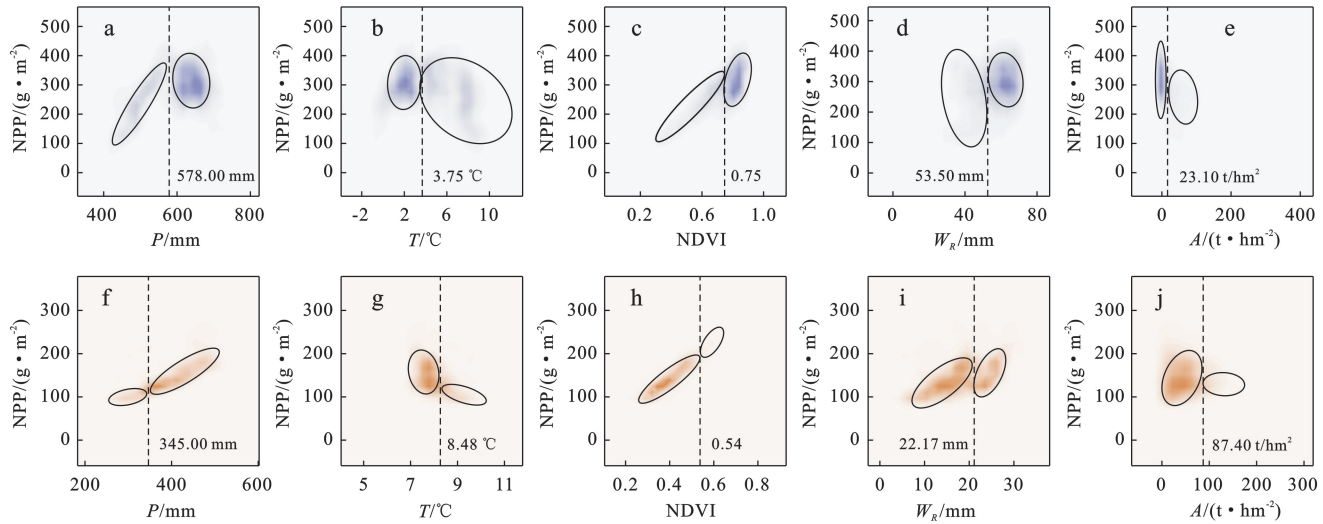 a
NPP/(g • m⁻²)
500
400
300
200
100
0
578.00 mm
400 600 800
P/mm
b
NPP/(g • m⁻²)
500
400
300
200
100
0
3.75 ℃
-2 2 6 10
T/℃
c
NPP/(g • m⁻²)
500
400
300
200
100
0
0.75
0.2 0.6 1.0
NDVI
d
NPP/(g • m⁻²)
500
400
300
200
100
0
53.50 mm
0 40 80
W_R/mm
e
NPP/(g • m⁻²)
500
400
300
200
100
0
23.10 t/hm²
0 200 400
A/(t • hm⁻²)
f
NPP/(g • m⁻²)
300
200
100
0
345.00 mm
200 400 600
P/mm
g
NPP/(g • m⁻²)
300
200
100
0
8.48 ℃
5 7 9 11
T/℃
h
NPP/(g • m⁻²)
300
200
100
0
0.54
0.2 0.4 0.6 0.8
NDVI
i
NPP/(g • m⁻²)
300
200
100
0
22.17 mm
0 10 20 30
W_R/mm
j
NPP/(g • m⁻²)
300
200
100
0
87.40 t/hm²
0 100 200 300
A/(t • hm⁻²)